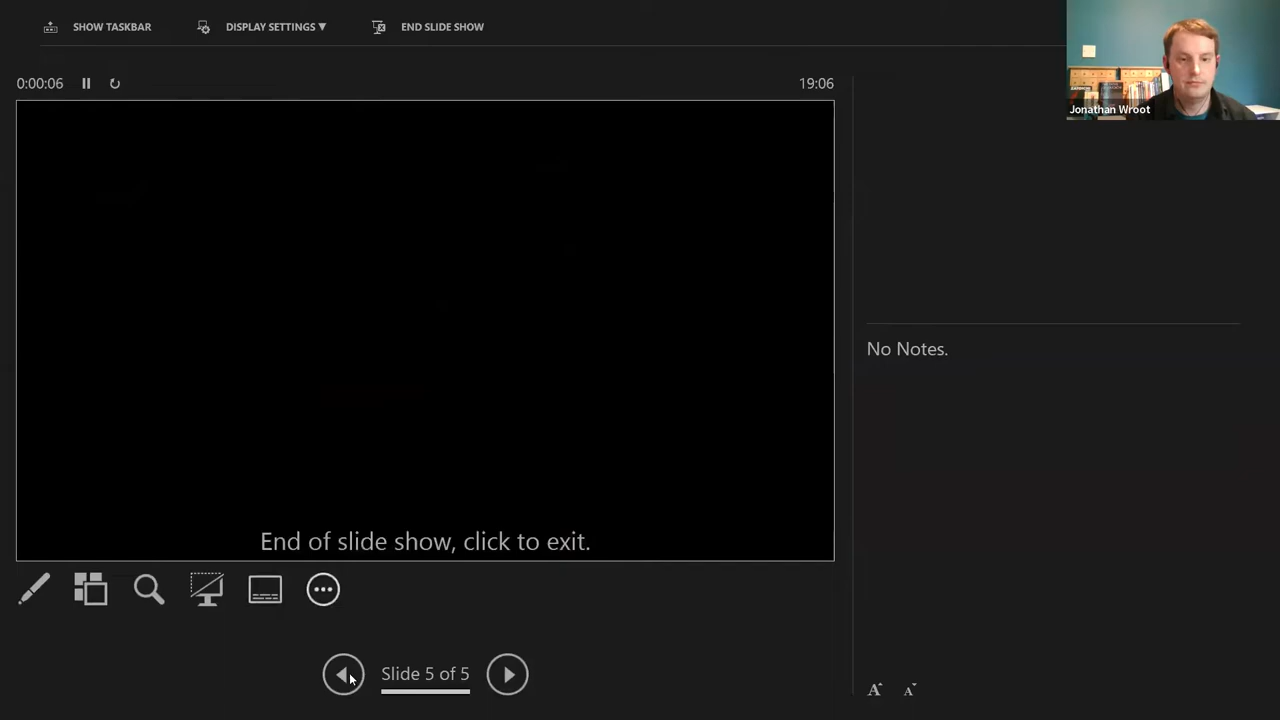 SHOW TASKBAR
DISPLAY SETTINGS ▼
END SLIDE SHOW
Jonathan Wroot
0:00:06
19:06
No Notes.
End of slide show, click to exit.
Slide 5 of 5
A A